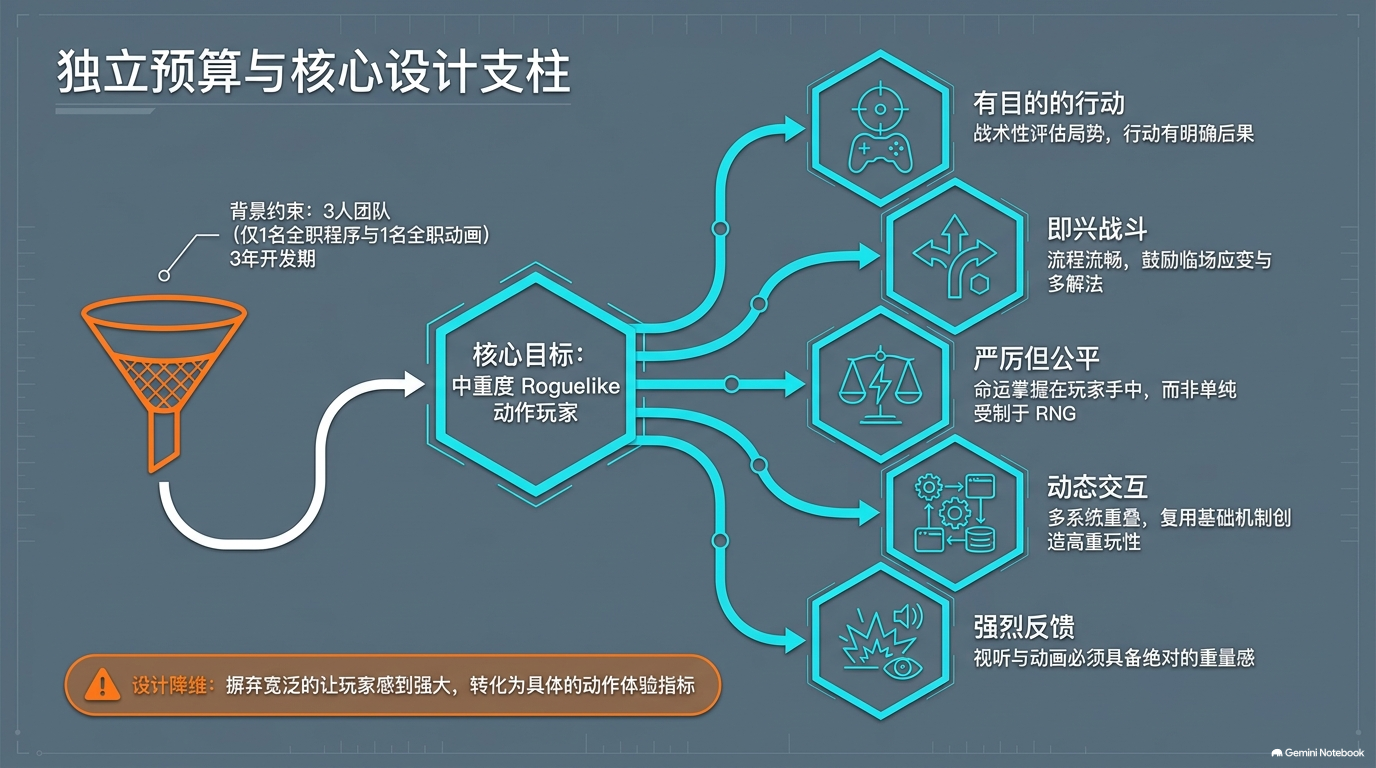 独立预算与核心设计支柱
背景约束：3人团队
（仅1名全职程序与1名全职动画）
3年开发期
核心目标：
中重度 Roguelike
动作玩家
有目的的行动
战术性评估局势，行动有明确后果
即兴战斗
流程流畅，鼓励临场应变与
多解法
严厉但公平
命运掌握在玩家手中，而非单纯
受制于 RNG
动态交互
多系统重叠，复用基础机制创
造高重玩性
强烈反馈
视听与动画必须具备绝对的重量感
设计降维：摒弃宽泛的让玩家感到强大，转化为具体的动作体验指标
Gemini Notebook